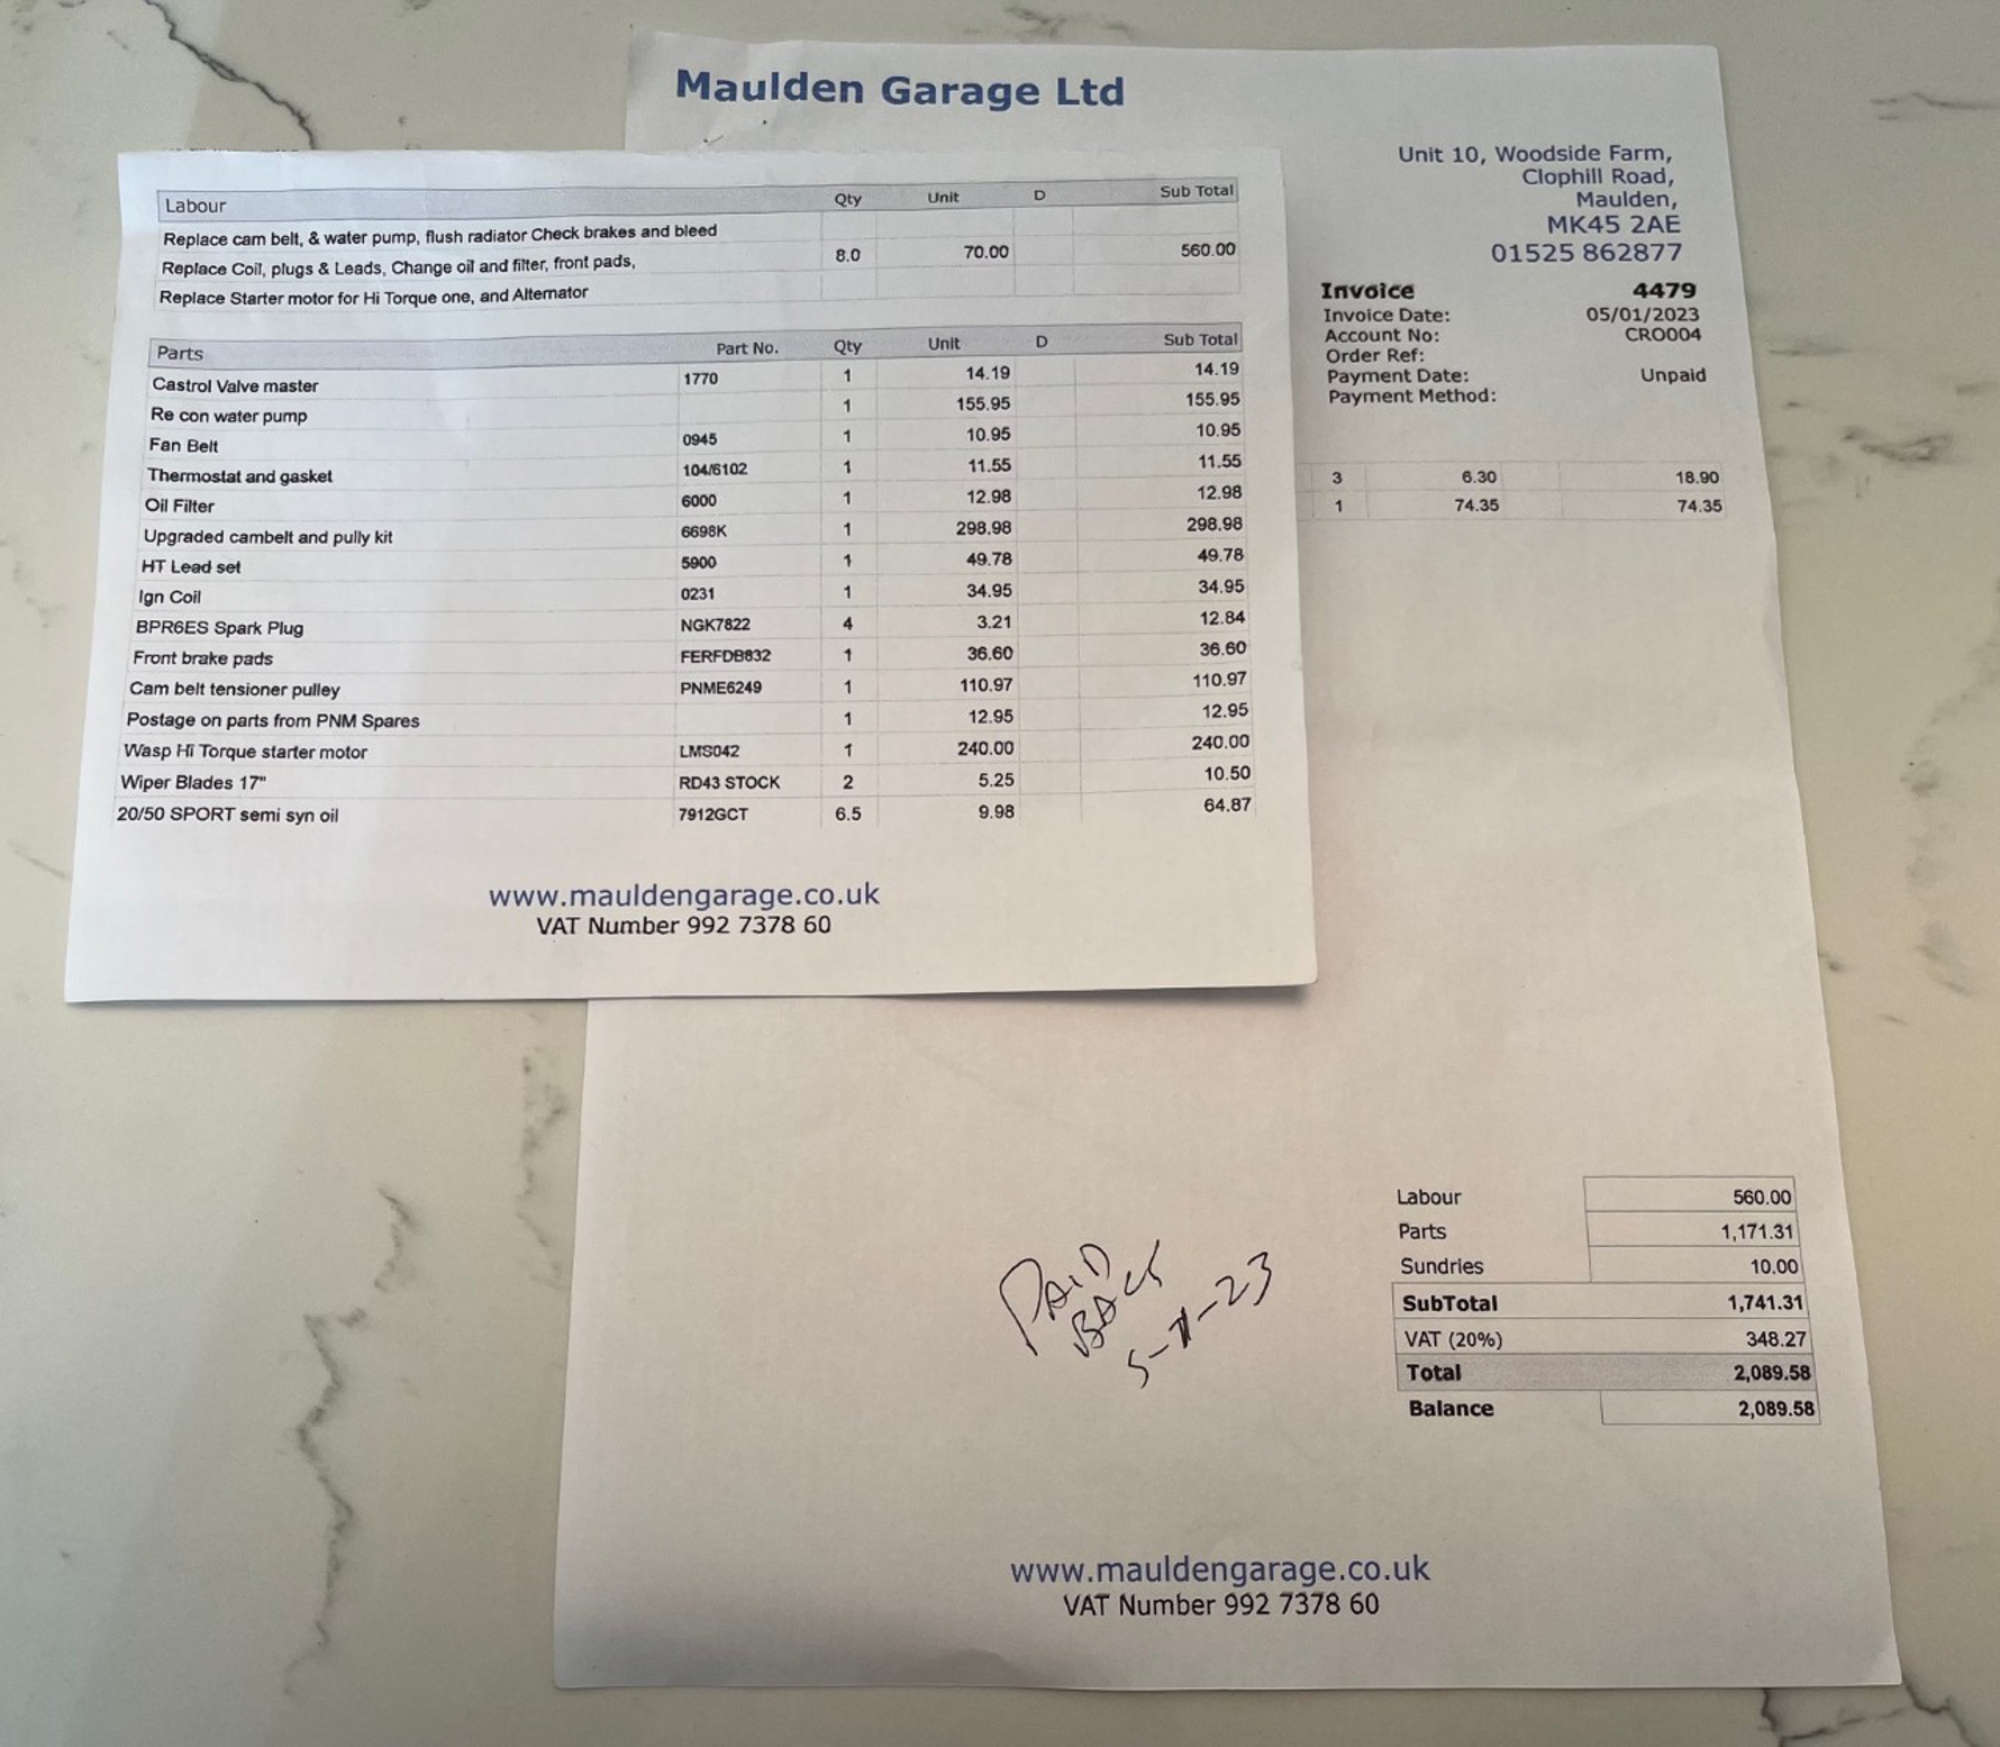 Maulden Garage Ltd
Unit 10, Woodside Farm,
Clophill Road,
Maulden,
MK45 2AE
01525 862877
Invoice 4479
Invoice Date: 05/01/2023
Account No: CRO004
Order Ref:
Payment Date: Unpaid
Payment Method:
3 6.30 18.90
1 74.35 74.35
Labour Qty Unit D Sub Total
Replace cam belt, & water pump, flush radiator Check brakes and bleed
Replace Coil, plugs & Leads, Change oil and filter, front pads, 8.0 70.00 560.00
Replace Starter motor for Hi Torque one, and Alternator
Parts Part No. Qty Unit D Sub Total
Castrol Valve master 1770 1 14.19 14.19
Re con water pump 1 155.95 155.95
Fan Belt 0945 1 10.95 10.95
Thermostat and gasket 104/6102 1 11.55 11.55
Oil Filter 6000 1 12.98 12.98
Upgraded cambelt and pully kit 6698K 1 298.98 298.98
HT Lead set 5900 1 49.78 49.78
Ign Coil 0231 1 34.95 34.95
BPR6ES Spark Plug NGK7822 4 3.21 12.84
Front brake pads FERFDB832 1 36.60 36.60
Cam belt tensioner pulley PNME6249 1 110.97 110.97
Postage on parts from PNM Spares 1 12.95 12.95
Wasp Hi Torque starter motor LMS042 1 240.00 240.00
Wiper Blades 17" RD43 STOCK 2 5.25 10.50
20/50 SPORT semi syn oil 7912GCT 6.5 9.98 64.87
www.mauldengarage.co.uk
VAT Number 992 7378 60
PAID
BACS
5-1-23
Labour 560.00
Parts 1,171.31
Sundries 10.00
SubTotal 1,741.31
VAT (20%) 348.27
Total 2,089.58
Balance 2,089.58
www.mauldengarage.co.uk
VAT Number 992 7378 60